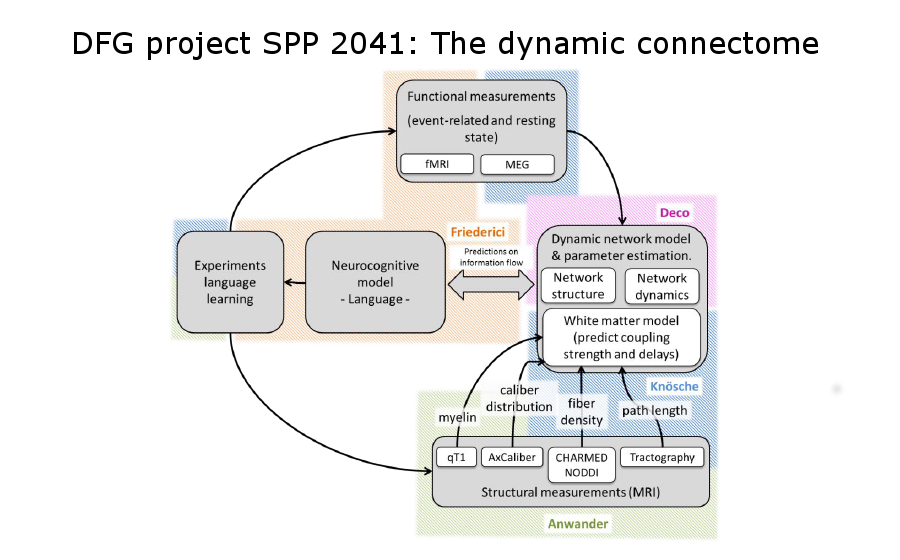 DFG project SPP 2041: The dynamic connectome
Functional measurements
(event-related and resting
state)
fMRI
MEG
Deco
Friederici
Predictions on
information flow
Experiments
language
learning
Neurocognitive
model
- Language -
Dynamic network model
& parameter estimation.
Network
structure
Network
dynamics
White matter model
(predict coupling
strength and delays)
Knösche
myelin
caliber
distribution
fiber
density
path length
qT1
AxCaliber
CHARMED
NODDI
Tractography
Structural measurements (MRI)
Anwander